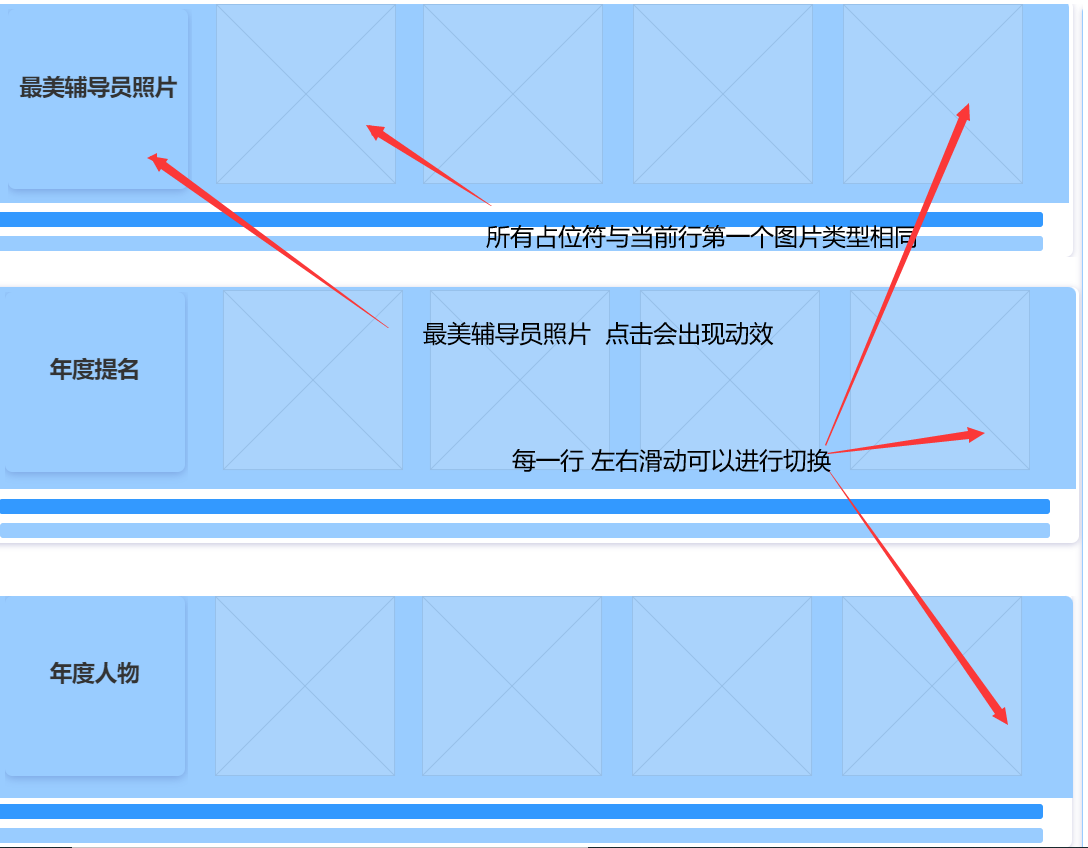 最美辅导员照片
所有占位符与当前行第一个图片类型相同
最美辅导员照片 点击会出现动效
年度提名
每一行 左右滑动可以进行切换
年度人物